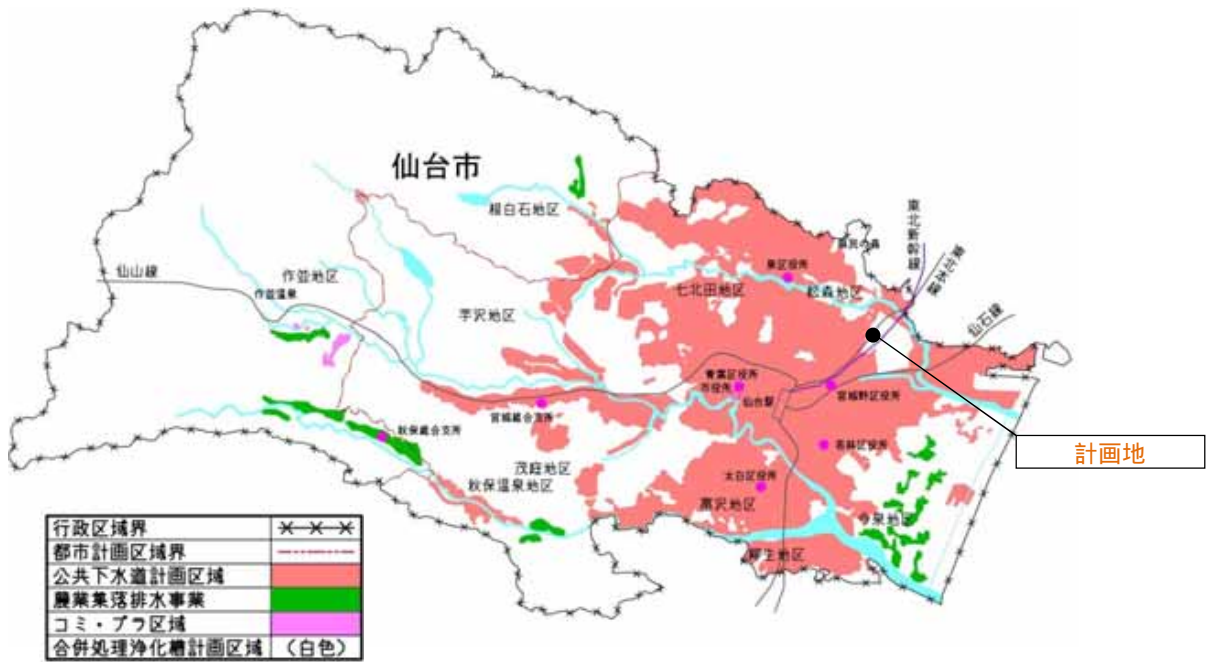 仙台市
根白石地区
東北新幹線
県民の森
泉区役所
仙山線
作並地区
作並温泉
七北田地区
松森地区
芋沢地区
仙石線
青葉区役所
市役所
仙台駅
宮城野区役所
宮城総合支所
秋保総合支所
若林区役所
計画地
茂庭地区
秋保温泉地区
太白区役所
富沢地区
今泉地区
柳生地区
行政区域界
都市計画区域界
公共下水道計画区域
農業集落排水事業
コミ・プラ区域
合併処理浄化槽計画区域 (白色)